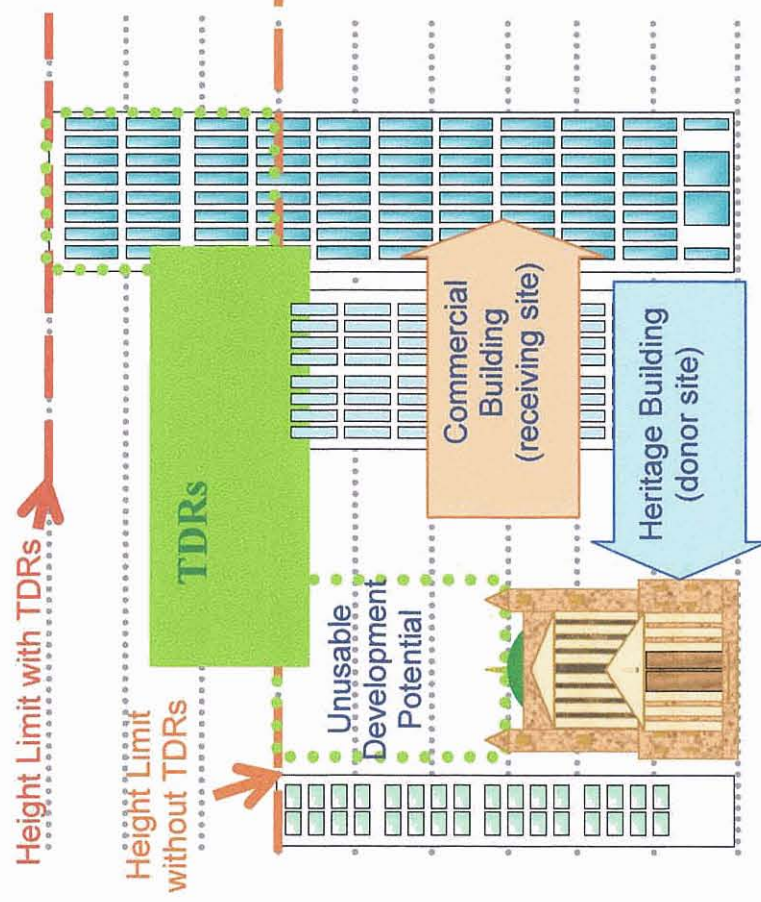 Height Limit with TDRs
Height Limit
without TDRs
TDRs
Unusable
Development
Potential
Commercial
Building
(receiving site)
Heritage Building
(donor site)